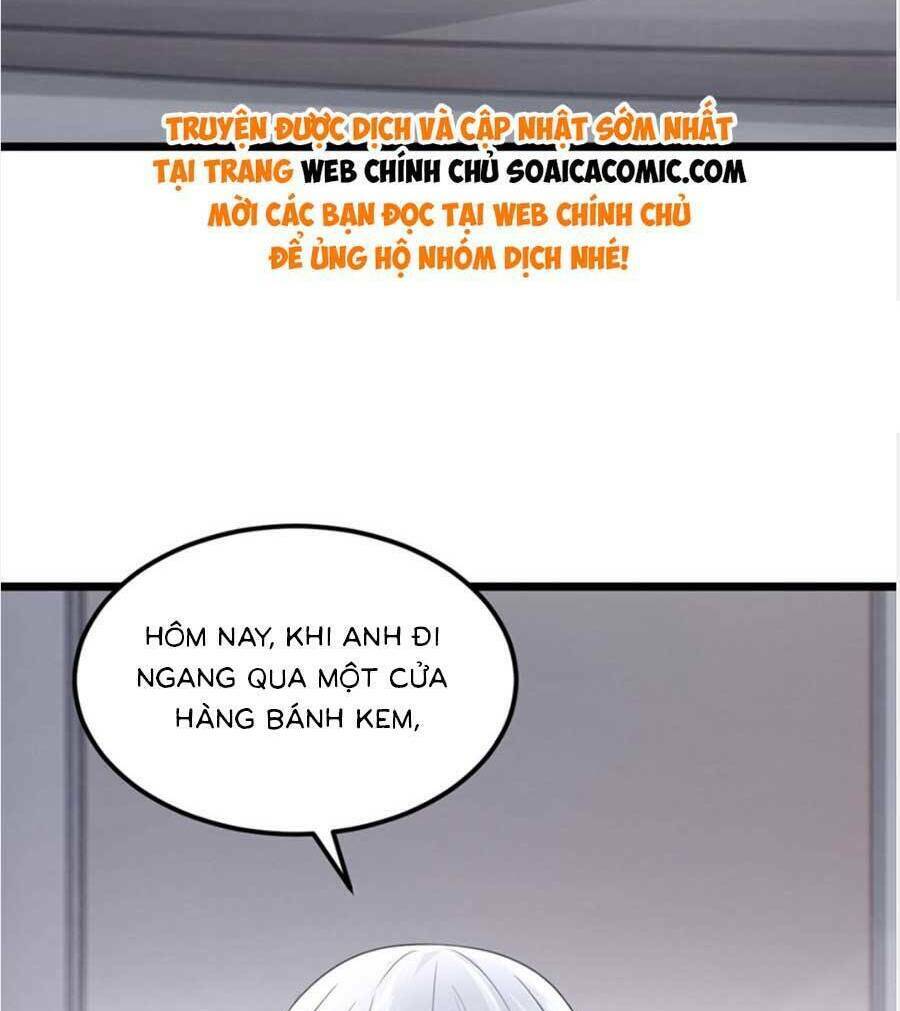 TRUYỆN ĐƯỢC DỊCH VÀ CẬP NHẬT SỚM NHẤT
TẠI TRANG WEB CHÍNH CHỦ SOAICACOMIC.COM
MỜI CÁC BẠN ĐỌC TẠI WEB CHÍNH CHỦ
ĐỂ ỦNG HỘ NHÓM DỊCH NHÉ!
HÔM NAY, KHI ANH ĐI
NGANG QUA MỘT CỬA
HÀNG BÁNH KEM,